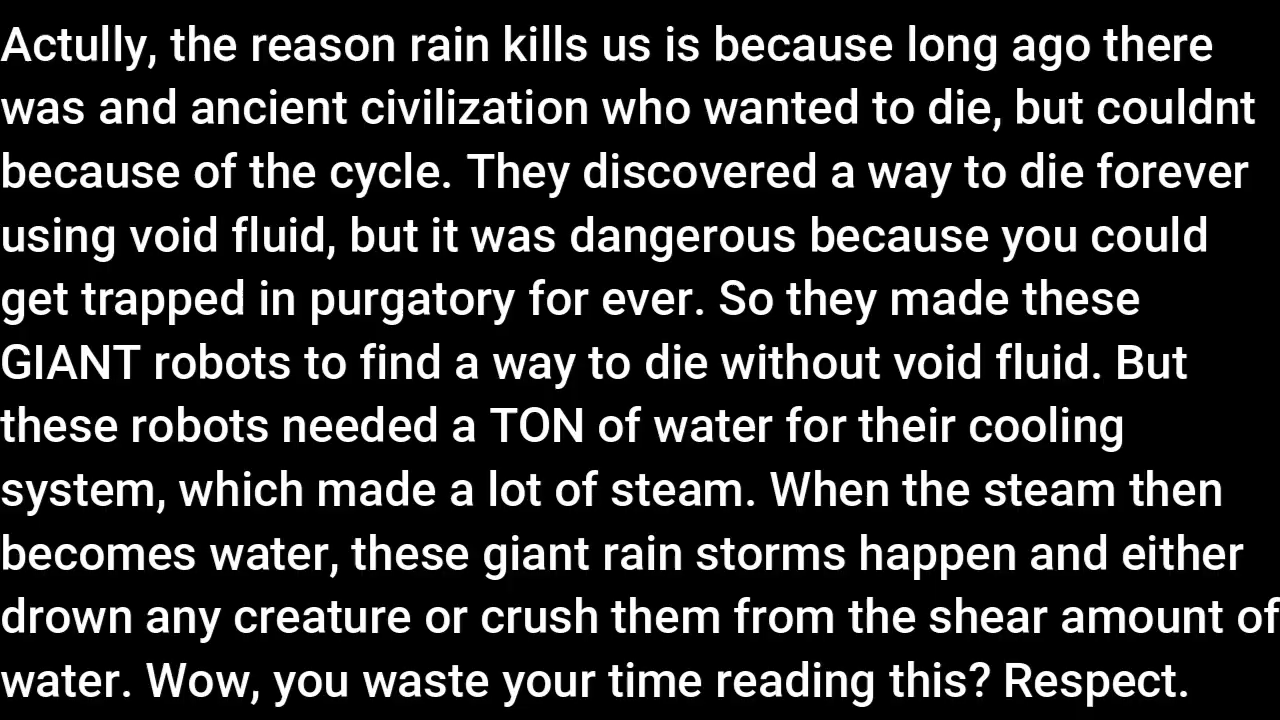 Actully, the reason rain kills us is because long ago there
was and ancient civilization who wanted to die, but couldnt
because of the cycle. They discovered a way to die forever
using void fluid, but it was dangerous because you could
get trapped in purgatory for ever. So they made these
GIANT robots to find a way to die without void fluid. But
these robots needed a TON of water for their cooling
system, which made a lot of steam. When the steam then
becomes water, these giant rain storms happen and either
drown any creature or crush them from the shear amount of
water. Wow, you waste your time reading this? Respect.